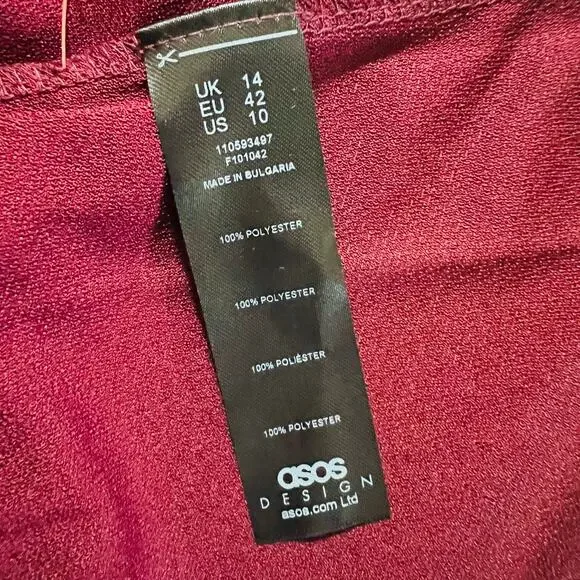 UK 14
EU 42
US 10
110593497
F101042
MADE IN BULGARIA
100% POLYESTER
100% POLYESTER
100% POLIÉSTER
100% POLYESTER
asos
DESIGN
asos.com Ltd